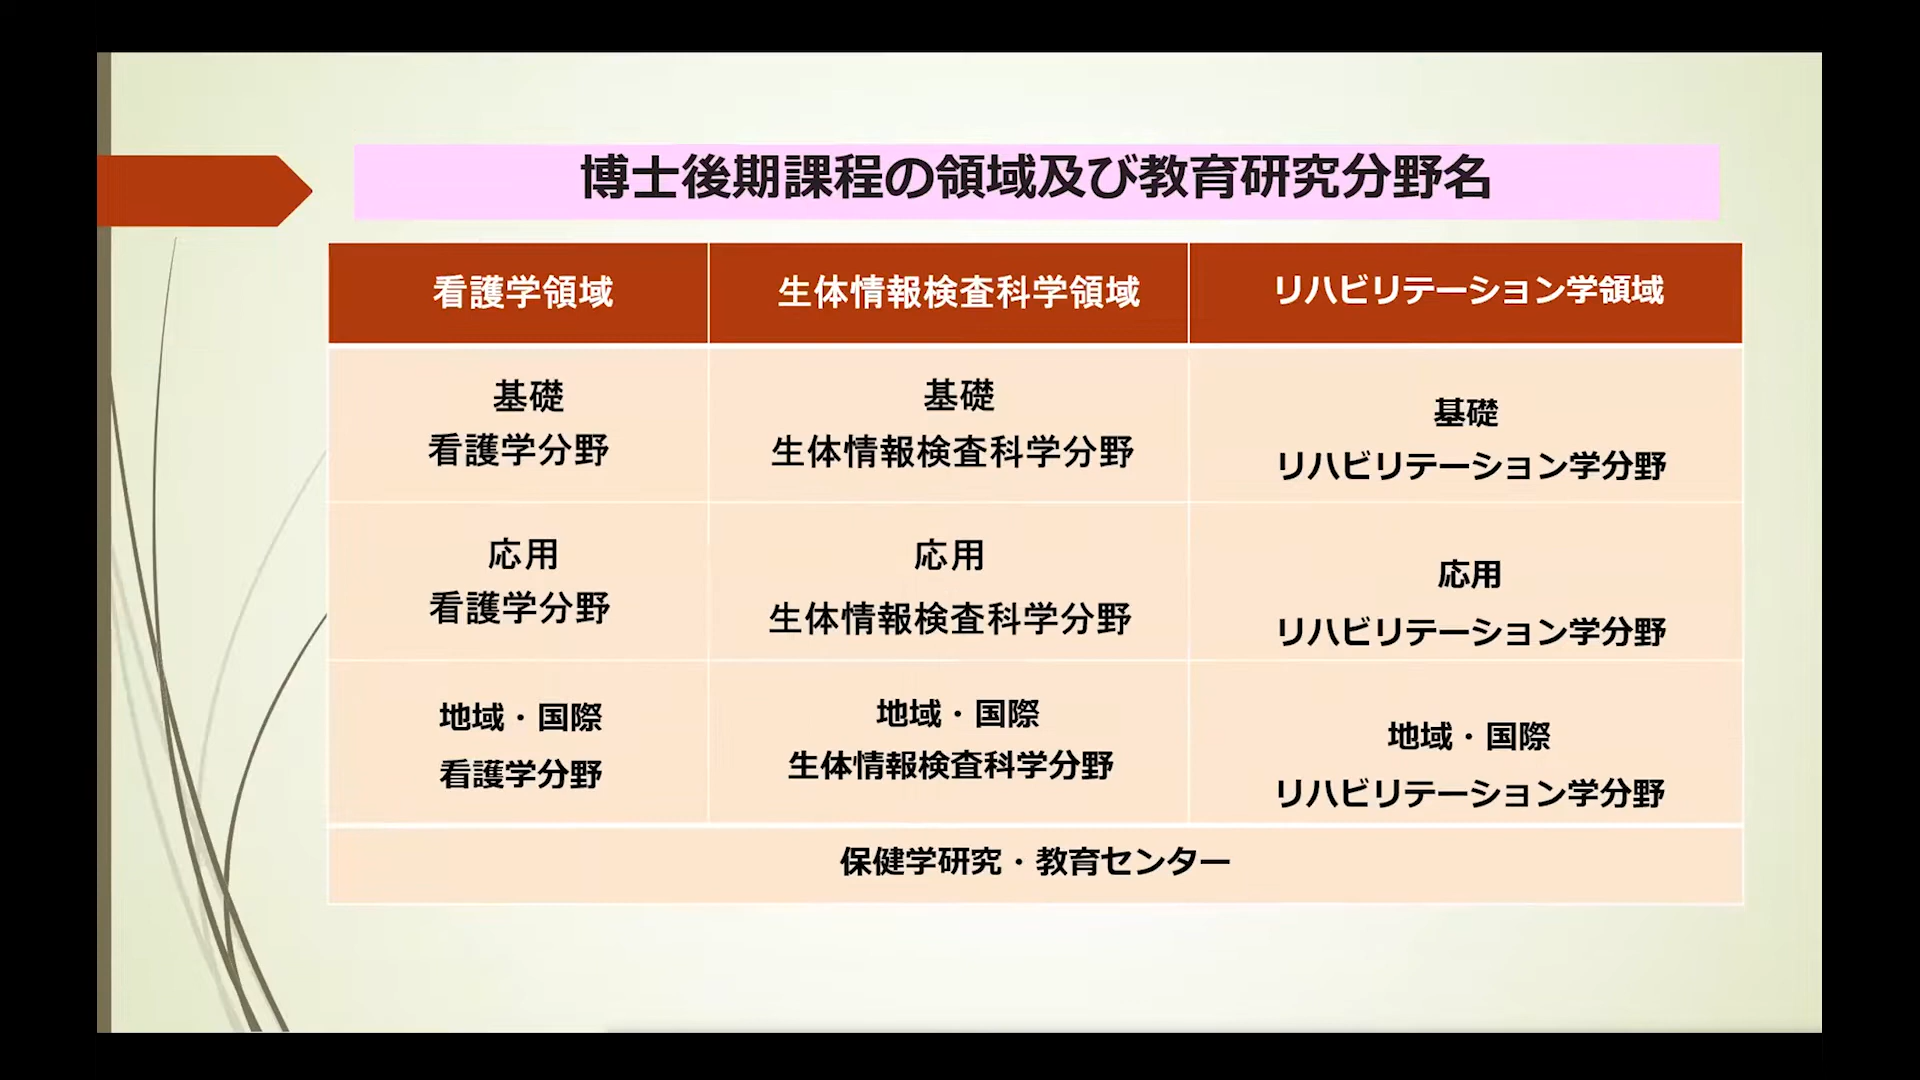 博士後期課程の領域及び教育研究分野名
看護学領域
生体情報検査科学領域
リハビリテーション学領域
基礎
看護学分野
基礎
生体情報検査科学分野
基礎
リハビリテーション学分野
応用
看護学分野
応用
生体情報検査科学分野
応用
リハビリテーション学分野
地域・国際
看護学分野
地域・国際
生体情報検査科学分野
地域・国際
リハビリテーション学分野
保健学研究・教育センター